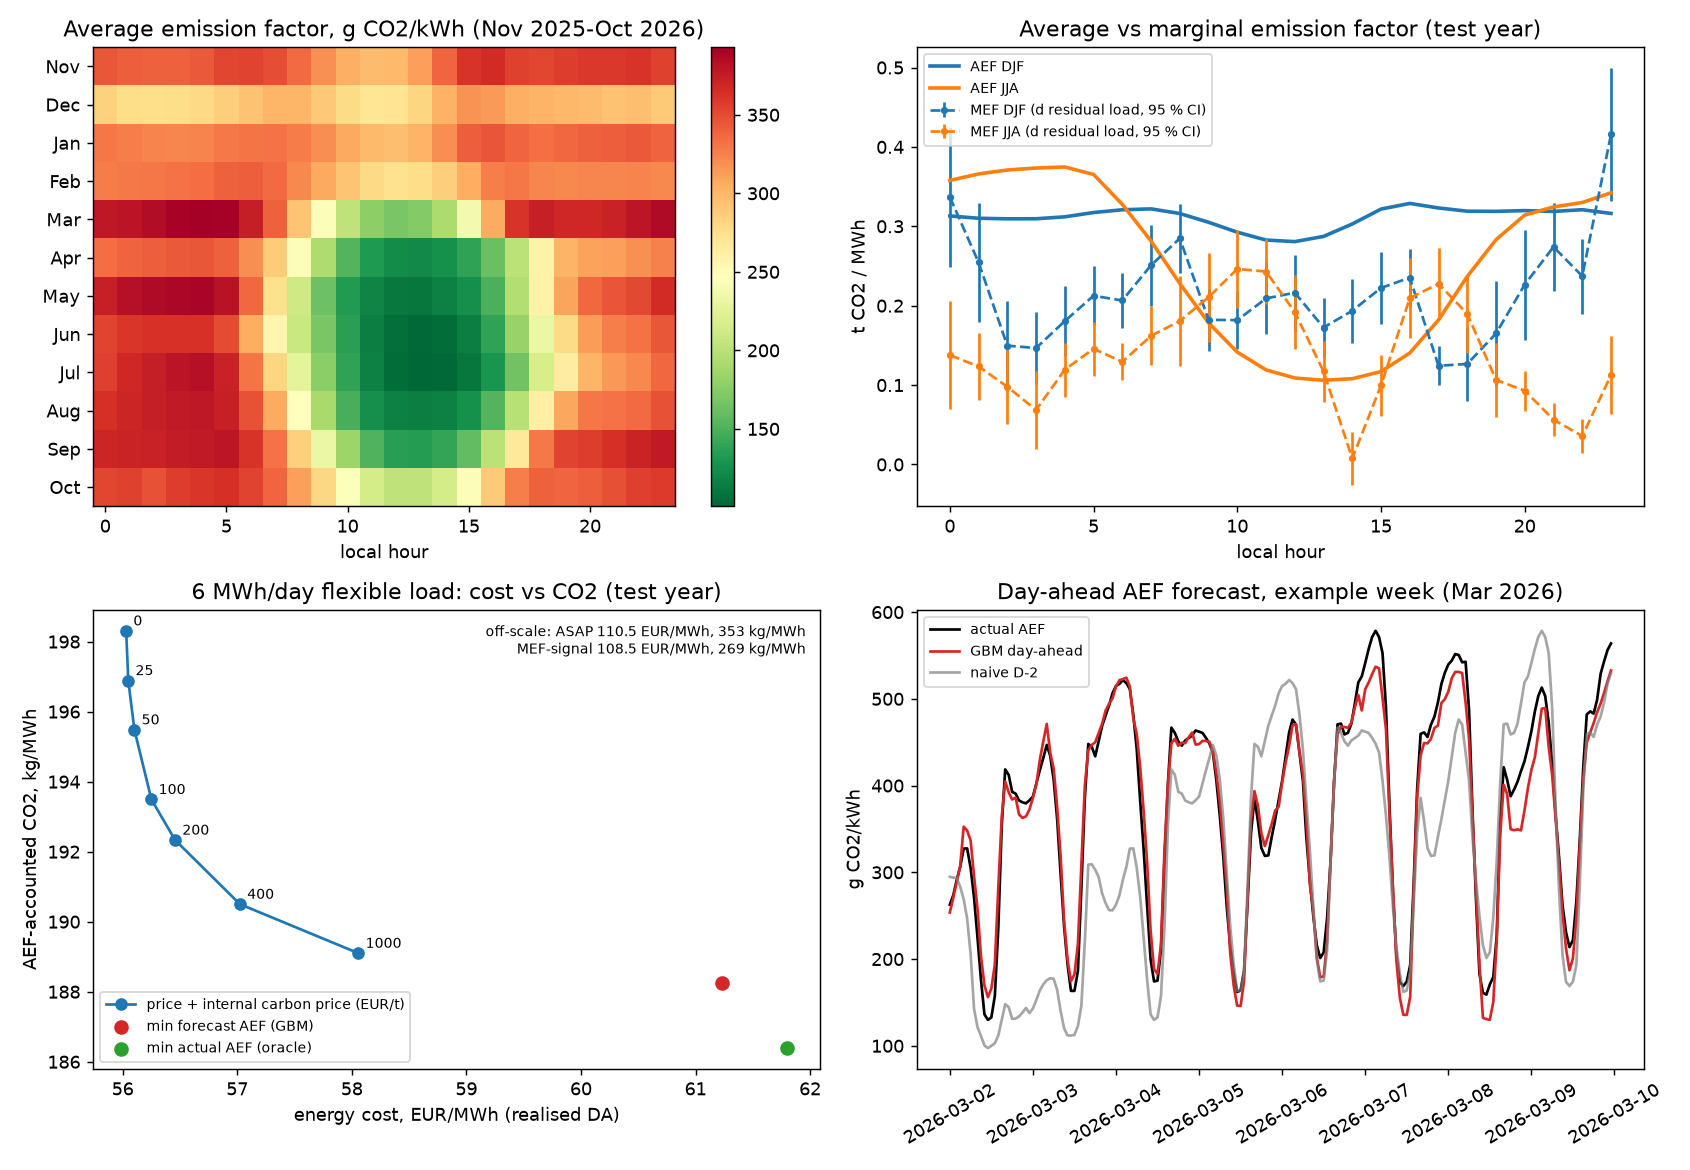 Average emission factor, g CO2/kWh (Nov 2025-Oct 2026)
Nov
Dec
Jan
Feb
Mar
Apr
May
Jun
Jul
Aug
Sep
Oct
0 5 10 15 20
local hour
350
300
250
200
150
Average vs marginal emission factor (test year)
AEF DJF
AEF JJA
MEF DJF (d residual load, 95 % CI)
MEF JJA (d residual load, 95 % CI)
t CO2 / MWh
0.5
0.4
0.3
0.2
0.1
0.0
0 5 10 15 20
local hour
6 MWh/day flexible load: cost vs CO2 (test year)
off-scale: ASAP 110.5 EUR/MWh, 353 kg/MWh
MEF-signal 108.5 EUR/MWh, 269 kg/MWh
AEF-accounted CO2, kg/MWh
198
196
194
192
190
188
186
0
25
50
100
200
400
1000
price + internal carbon price (EUR/t)
min forecast AEF (GBM)
min actual AEF (oracle)
56 57 58 59 60 61 62
energy cost, EUR/MWh (realised DA)
Day-ahead AEF forecast, example week (Mar 2026)
actual AEF
GBM day-ahead
naive D-2
g CO2/kWh
600
500
400
300
200
100
2026-03-02 2026-03-03 2026-03-04 2026-03-05 2026-03-06 2026-03-07 2026-03-08 2026-03-09 2026-03-10